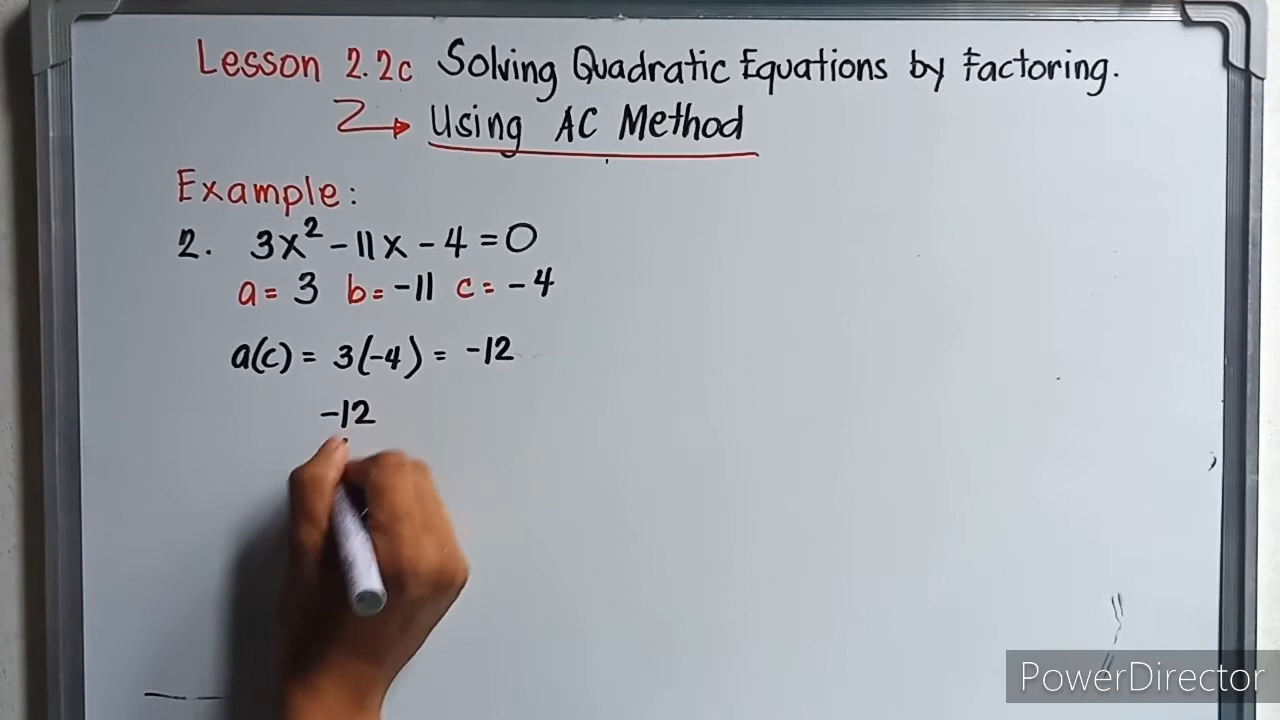 Lesson 2.2c Solving Quadratic Equations by Factoring.
Using AC Method
Example:
2. 3x² - 11x - 4 = 0
a = 3 b = -11 c = -4
a(c) = 3(-4) = -12
-12
PowerDirector